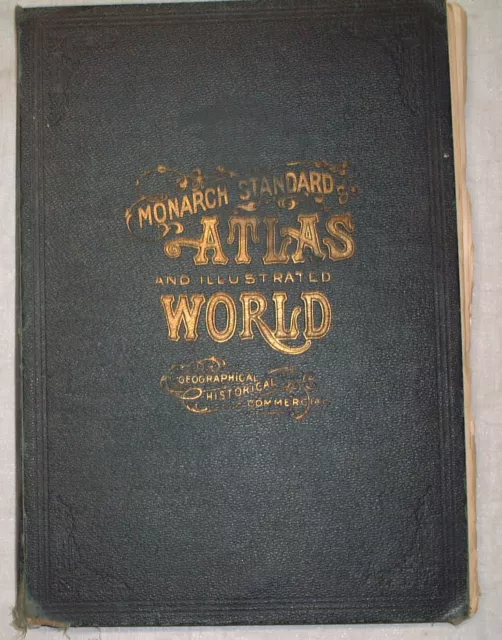 MONARCH STANDARD
ATLAS
AND ILLUSTRATED
WORLD
GEOGRAPHICAL
HISTORICAL
COMMERCIAL